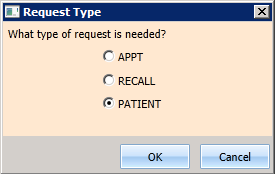 Request Type
What type of request is needed?
APPT
RECALL
PATIENT
OK
Cancel